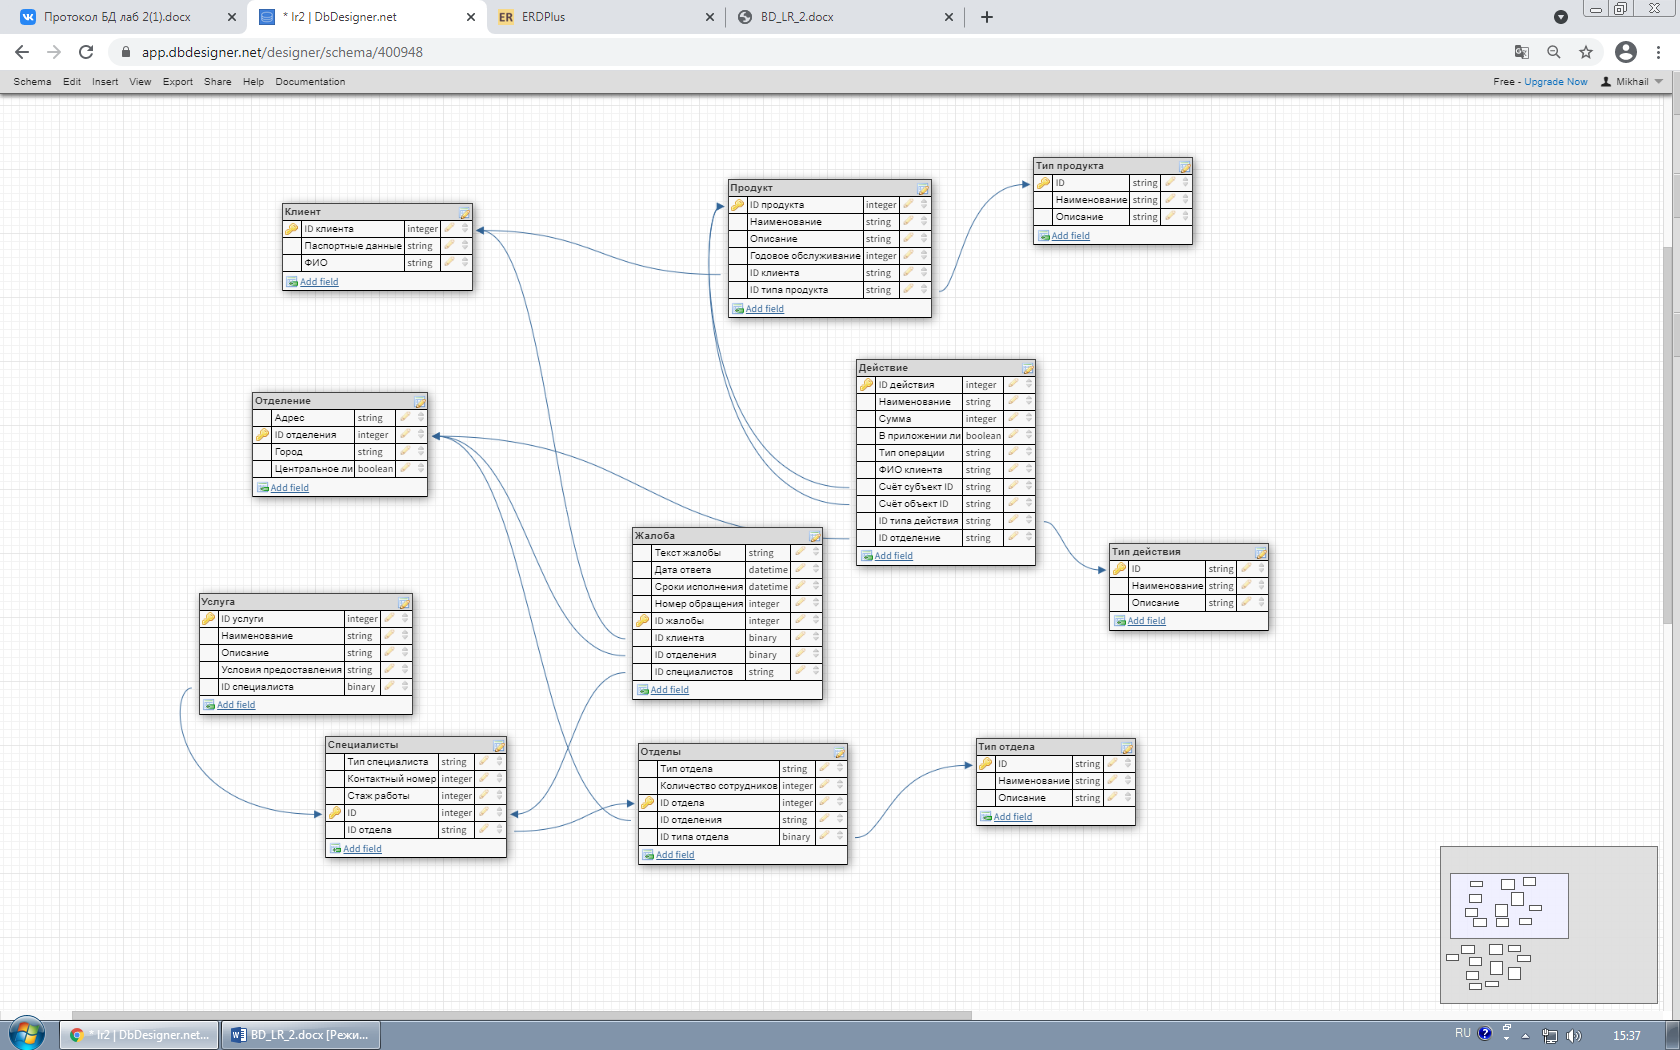 Протокол БД лаб 2(1).docx
* lr2 | DbDesigner.net
ER ERDPlus
BD_LR_2.docx
app.dbdesigner.net/designer/schema/400948
Schema Edit Insert View Export Share Help Documentation
Free - Upgrade Now Mikhail
Клиент
ID клиента integer
Паспортные данные string
ФИО string
Add field
Продукт
ID продукта integer
Наименование string
Описание string
Годовое обслуживание integer
ID клиента string
ID типа продукта string
Add field
Тип продукта
ID string
Наименование string
Описание string
Add field
Отделение
Адрес string
ID отделения integer
Город string
Центральное ли boolean
Add field
Действие
ID действия integer
Наименование string
Сумма integer
В приложении ли boolean
Тип операции string
ФИО клиента string
Счёт субъект ID string
Счёт объект ID string
ID типа действия string
ID отделение string
Add field
Жалоба
Текст жалобы string
Дата ответа datetime
Сроки исполнения datetime
Номер обращения integer
ID жалобы integer
ID клиента binary
ID отделения binary
ID специалистов string
Add field
Тип действия
ID string
Наименование string
Описание string
Add field
Услуга
ID услуги integer
Наименование string
Описание string
Условия предоставления string
ID специалиста binary
Add field
Специалисты
Тип специалиста string
Контактный номер integer
Стаж работы integer
ID integer
ID отдела string
Add field
Отделы
Тип отдела string
Количество сотрудников integer
ID отдела integer
ID отделения string
ID типа отдела binary
Add field
Тип отдела
ID string
Наименование string
Описание string
Add field
* lr2 | DbDesigner.net...
BD_LR_2.docx [Режи...
RU
15:37